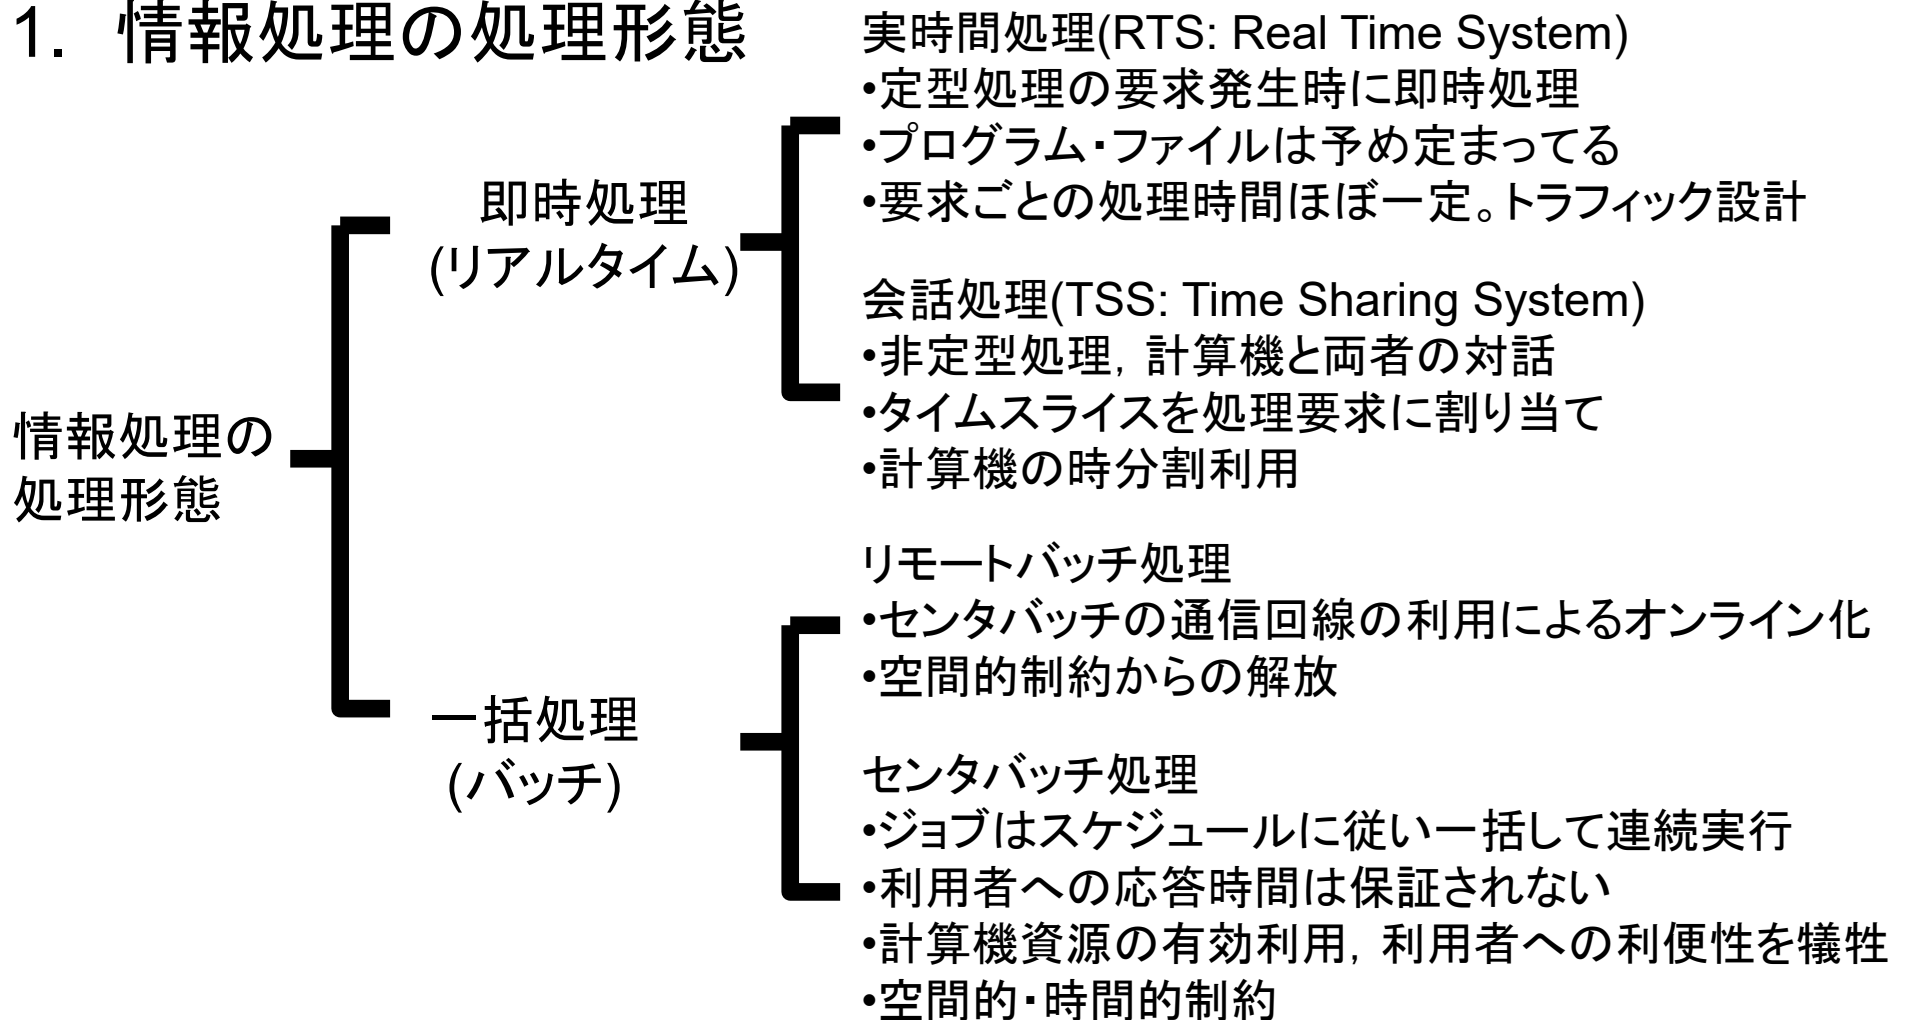 1. 情報処理の処理形態
情報処理の
処理形態
即時処理
(リアルタイム)
実時間処理(RTS: Real Time System)
•定型処理の要求発生時に即時処理
•プログラム・ファイルは予め定まってる
•要求ごとの処理時間ほぼ一定。トラフィック設計
会話処理(TSS: Time Sharing System)
•非定型処理，計算機と両者の対話
•タイムスライスを処理要求に割り当て
•計算機の時分割利用
一括処理
(バッチ)
リモートバッチ処理
•センタバッチの通信回線の利用によるオンライン化
•空間的制約からの解放
センタバッチ処理
•ジョブはスケジュールに従い一括して連続実行
•利用者への応答時間は保証されない
•計算機資源の有効利用，利用者への利便性を犠牲
•空間的・時間的制約